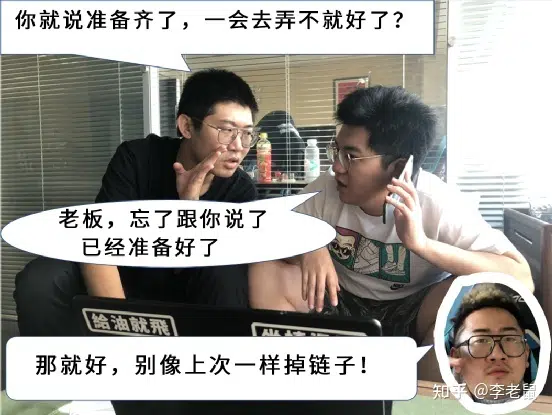 你就说准备齐了，一会去弄不就好了？
老板，忘了跟你说了
已经准备好了
給油就飛
那就好，别像上次一样掉链子！
知乎 @李老鼠